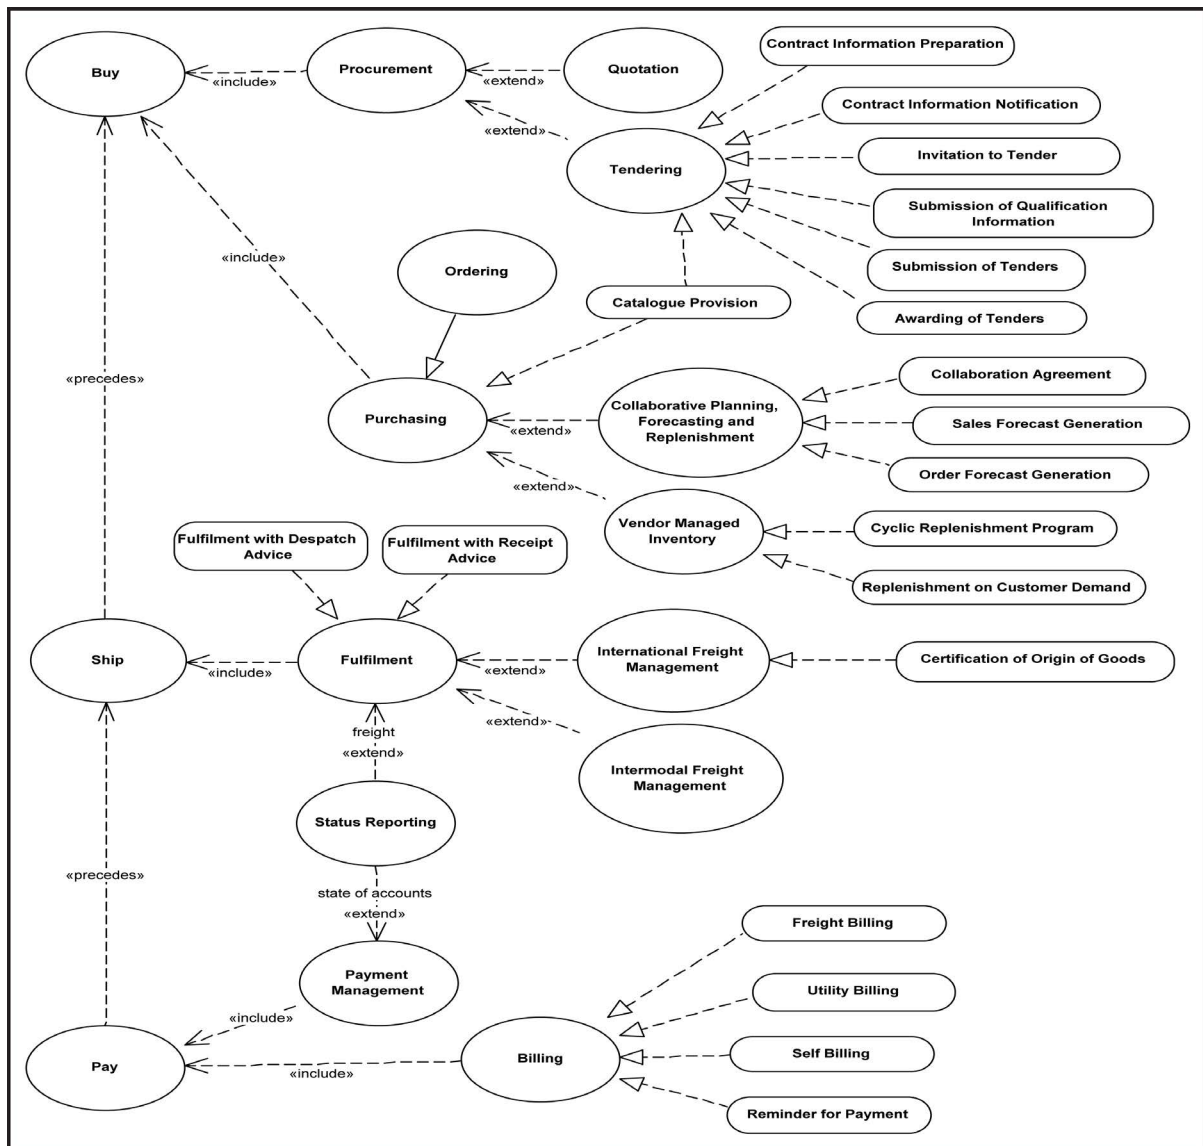 Contract Information Preparation
Buy
Procurement
Quotation
«include»
«extend»
Contract Information Notification
«extend»
Invitation to Tender
Tendering
Submission of Qualification
Information
«include»
Ordering
Submission of Tenders
Catalogue Provision
Awarding of Tenders
«precedes»
Collaboration Agreement
Purchasing
Collaborative Planning,
Forecasting and
Replenishment
«extend»
Sales Forecast Generation
Order Forecast Generation
«extend»
Vendor Managed
Inventory
Cyclic Replenishment Program
Fulfilment with Despatch
Advice
Fulfilment with Receipt
Advice
Replenishment on Customer Demand
Ship
«include»
Fulfilment
«extend»
International Freight
Management
Certification of Origin of Goods
«extend»
freight
«extend»
Intermodal Freight
Management
Status Reporting
«precedes»
state of accounts
«extend»
Freight Billing
Payment
Management
Utility Billing
«include»
Pay
«include»
Billing
Self Billing
Reminder for Payment